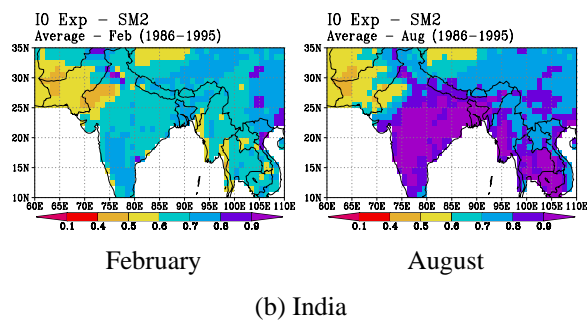 IO Exp - SM2
Average - Feb (1986-1995)
35N
30N
25N
20N
15N
10N
60E 65E 70E 75E 80E 85E 90E 95E 100E 105E 110E
0.1 0.4 0.5 0.6 0.7 0.8 0.9
February
IO Exp - SM2
Average - Aug (1986-1995)
35N
30N
25N
20N
15N
10N
60E 65E 70E 75E 80E 85E 90E 95E 100E 105E 110E
0.1 0.4 0.5 0.6 0.7 0.8 0.9
August
(b) India